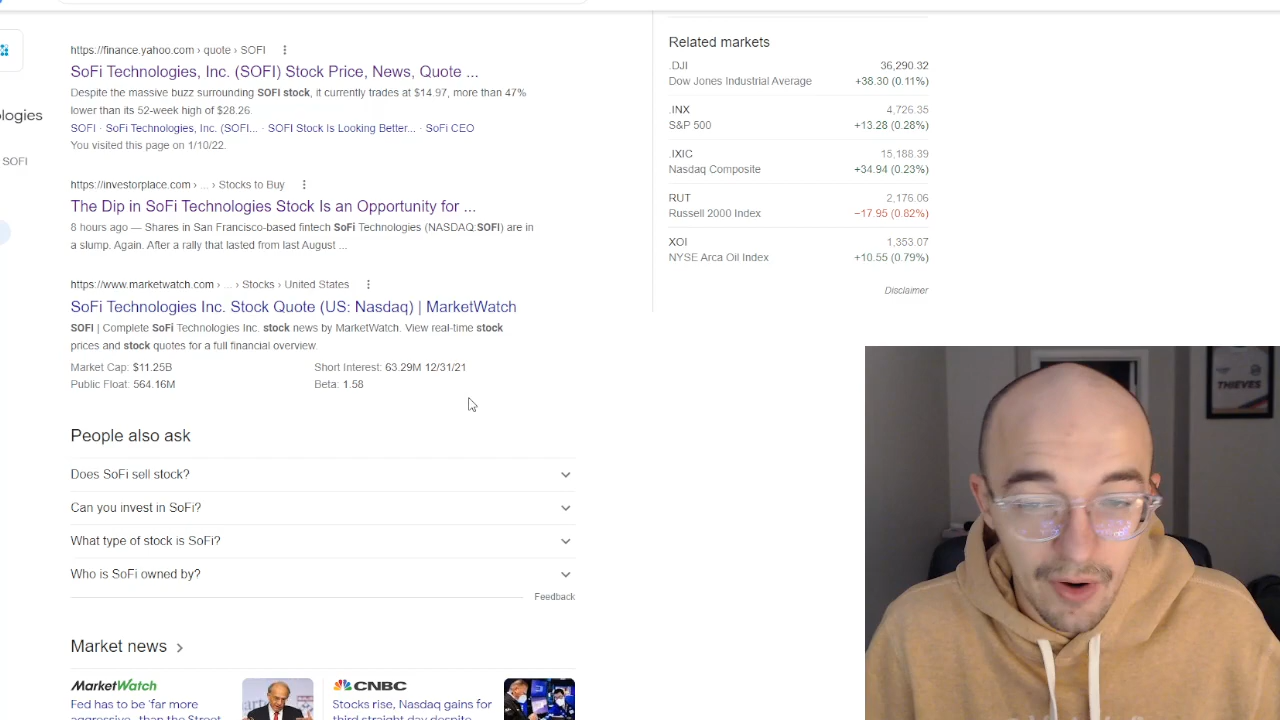 ologies
SOFI
https://finance.yahoo.com › quote › SOFI
SoFi Technologies, Inc. (SOFI) Stock Price, News, Quote ...
Despite the massive buzz surrounding SOFI stock, it currently trades at $14.97, more than 47%
lower than its 52-week high of $28.26.
SOFI · SoFi Technologies, Inc. (SOFI... · SOFI Stock Is Looking Better... · SoFi CEO
You visited this page on 1/10/22.
https://investorplace.com › ... › Stocks to Buy
The Dip in SoFi Technologies Stock Is an Opportunity for ...
8 hours ago — Shares in San Francisco-based fintech SoFi Technologies (NASDAQ:SOFI) are in
a slump. Again. After a rally that lasted from last August ...
https://www.marketwatch.com › ... › Stocks › United States
SoFi Technologies Inc. Stock Quote (US: Nasdaq) | MarketWatch
SOFI | Complete SoFi Technologies Inc. stock news by MarketWatch. View real-time stock
prices and stock quotes for a full financial overview.
Market Cap: $11.25B Short Interest: 63.29M 12/31/21
Public Float: 564.16M Beta: 1.58
People also ask
Does SoFi sell stock?
Can you invest in SoFi?
What type of stock is SoFi?
Who is SoFi owned by?
Feedback
Market news
MarketWatch
Fed has to be 'far more
aggressive' than the Street
CNBC
Stocks rise, Nasdaq gains for
third straight day despite
Related markets
.DJI 36,290.32
Dow Jones Industrial Average +38.30 (0.11%)
.INX 4,726.35
S&P 500 +13.28 (0.28%)
.IXIC 15,188.39
Nasdaq Composite +34.94 (0.23%)
RUT 2,176.06
Russell 2000 Index −17.95 (0.82%)
XOI 1,353.07
NYSE Arca Oil Index +10.55 (0.79%)
Disclaimer
THIEVES